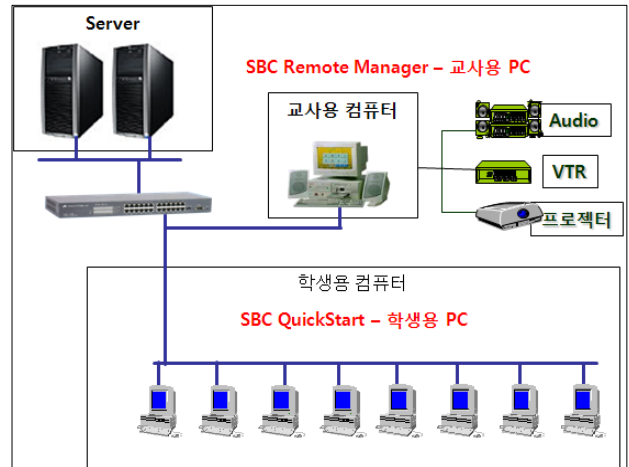 Server
SBC Remote Manager – 교사용 PC
교사용 컴퓨터
Audio
VTR
프로젝터
학생용 컴퓨터
SBC QuickStart – 학생용 PC